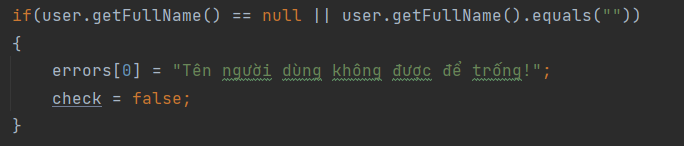 if(user.getFullName() == null || user.getFullName().equals(""))
{
errors[0] = "Tên người dùng không được để trống!";
check = false;
}